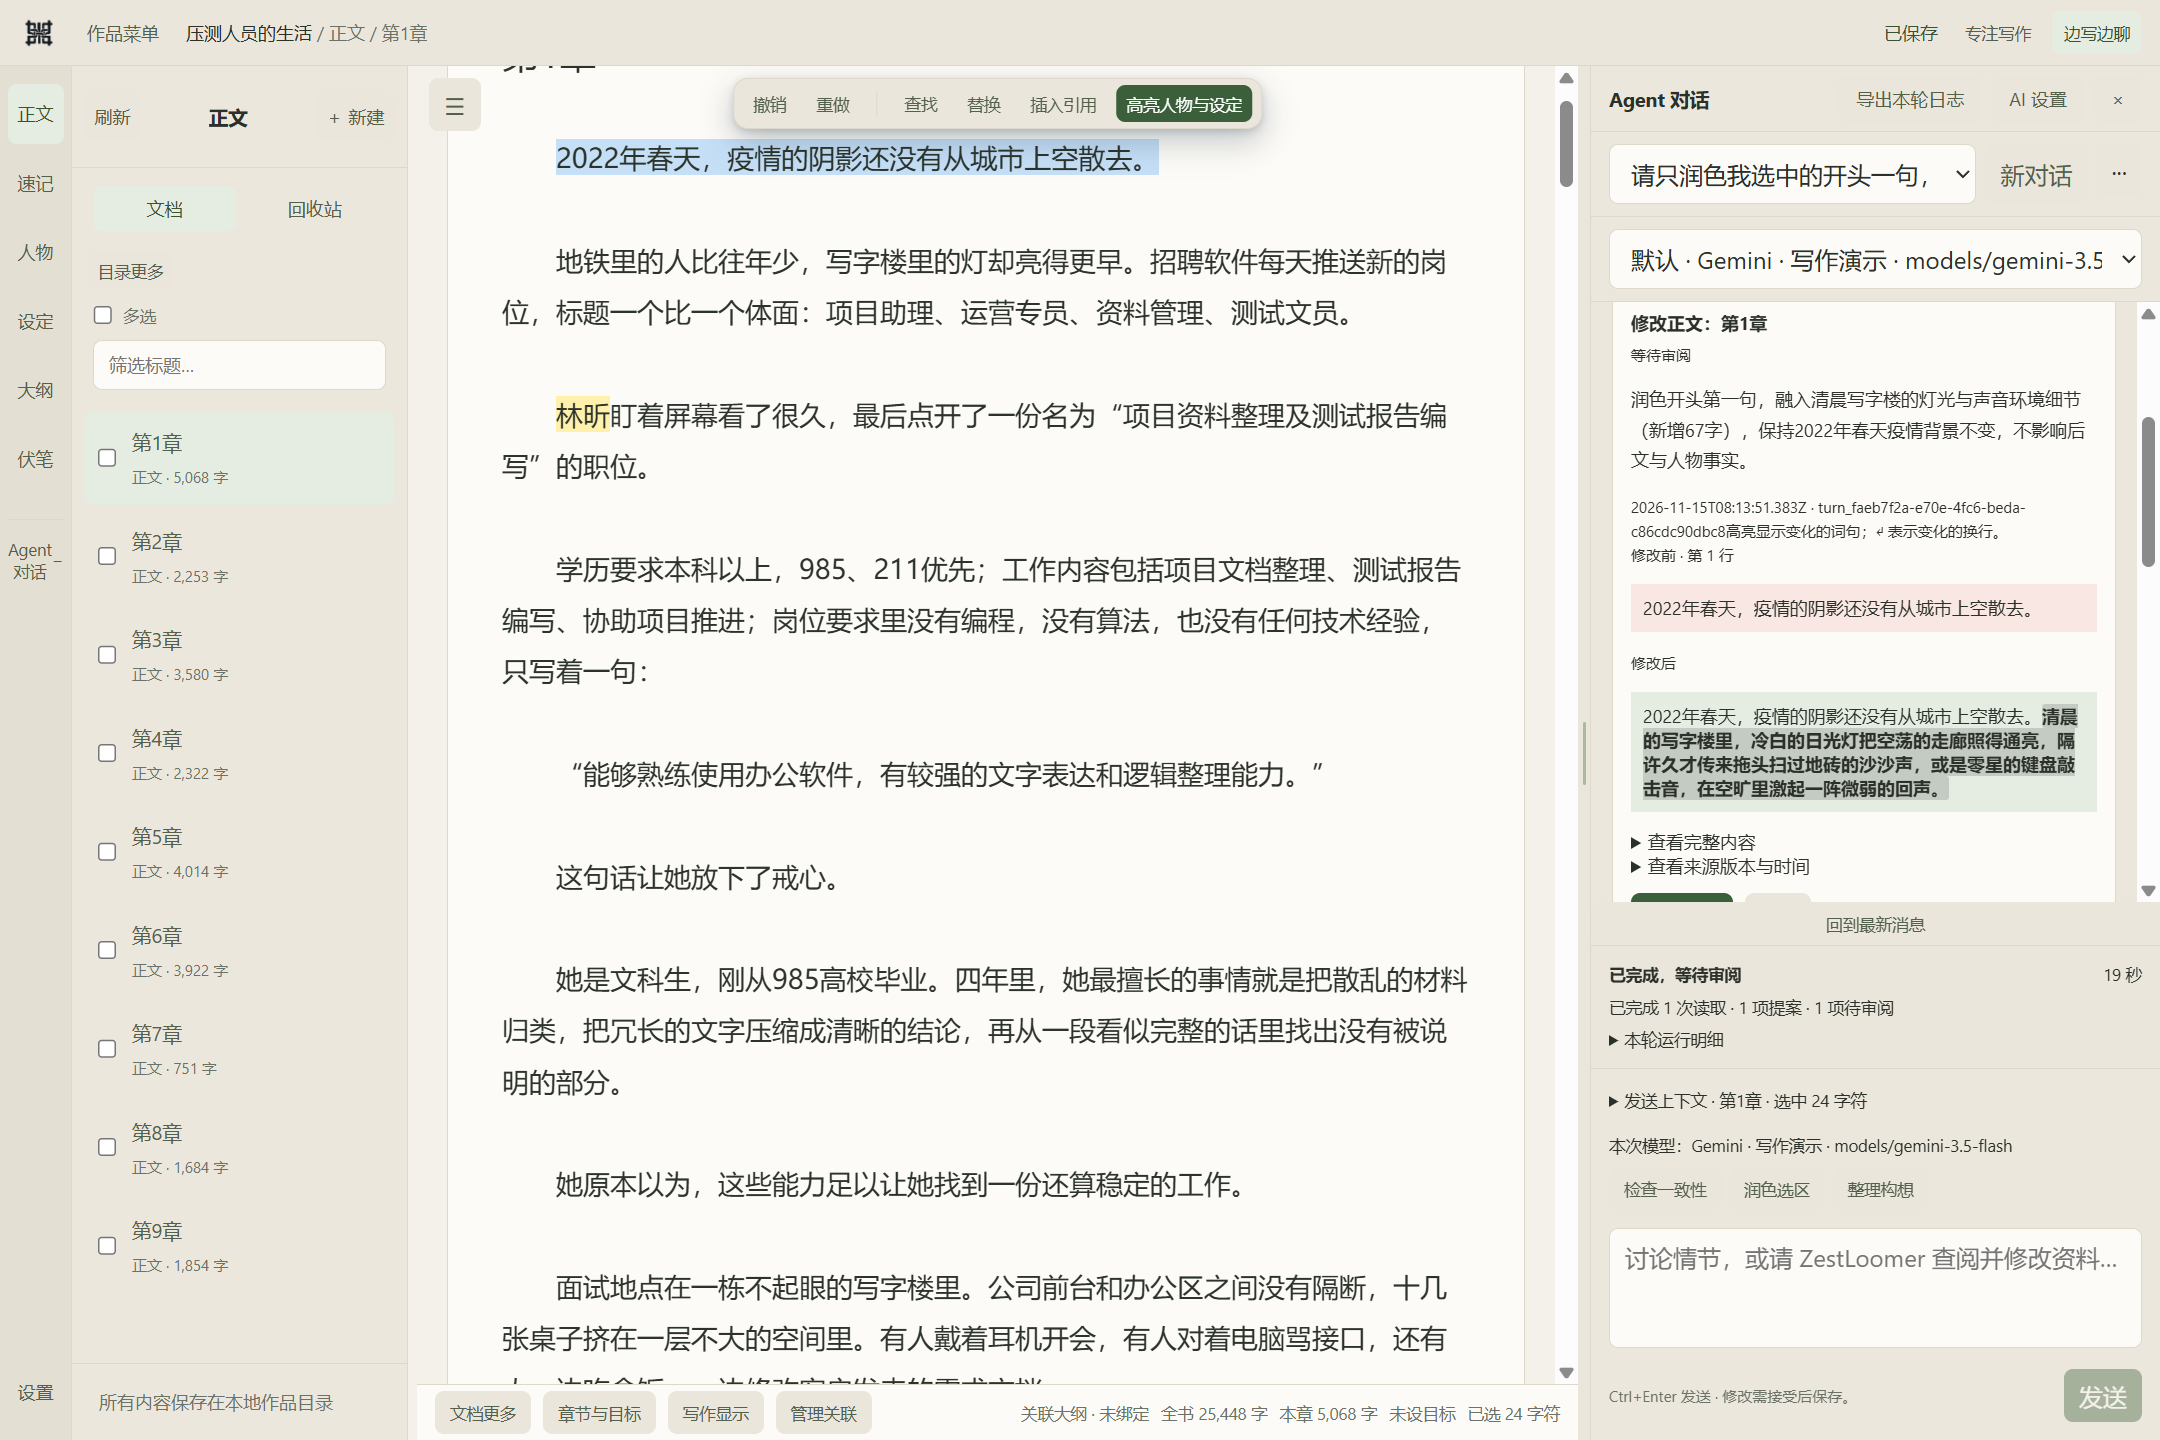 作品菜单 压测人员的生活 / 正文 / 第1章
已保存 专注写作 边写边聊
正文
速记
人物
设定
大纲
伏笔
Agent
对话
设置
刷新 正文 + 新建
文档 回收站
目录更多
多选
筛选标题...
第1章
正文 · 5,068 字
第2章
正文 · 2,253 字
第3章
正文 · 3,580 字
第4章
正文 · 2,322 字
第5章
正文 · 4,014 字
第6章
正文 · 3,922 字
第7章
正文 · 751 字
第8章
正文 · 1,684 字
第9章
正文 · 1,854 字
所有内容保存在本地作品目录
第1章
撤销 重做 查找 替换 插入引用 高亮人物与设定
2022年春天，疫情的阴影还没有从城市上空散去。
地铁里的人比往年少，写字楼里的灯却亮得更早。招聘软件每天推送新的岗
位，标题一个比一个体面：项目助理、运营专员、资料管理、测试文员。
林昕盯着屏幕看了很久，最后点开了一份名为“项目资料整理及测试报告编
写”的职位。
学历要求本科以上，985、211优先；工作内容包括项目文档整理、测试报告
编写、协助项目推进；岗位要求里没有编程，没有算法，也没有任何技术经验，
只写着一句：
“能够熟练使用办公软件，有较强的文字表达和逻辑整理能力。”
这句话让她放下了戒心。
她是文科生，刚从985高校毕业。四年里，她最擅长的事情就是把散乱的材料
归类，把冗长的文字压缩成清晰的结论，再从一段看似完整的话里找出没有被说
明的部分。
她原本以为，这些能力足以让她找到一份还算稳定的工作。
面试地点在一栋不起眼的写字楼里。公司前台和办公区之间没有隔断，十几
张桌子挤在一层不大的空间里。有人戴着耳机开会，有人对着电脑骂接口，还有
文档更多 章节与目标 写作显示 管理关联
关联大纲 · 未绑定 全书 25,448 字 本章 5,068 字 未设目标 已选 24 字符
Agent 对话 导出本轮日志 AI 设置 ×
请只润色我选中的开头一句， 新对话 ...
默认 · Gemini · 写作演示 · models/gemini-3.5
修改正文：第1章
等待审阅
润色开头第一句，融入清晨写字楼的灯光与声音环境细节
（新增67字），保持2022年春天疫情背景不变，不影响后
文与人物事实。
2026-11-15T08:13:51.383Z · turn_faeb7f2a-e70e-4fc6-beda-
c86cdc90dbc8高亮显示变化的词句；↲ 表示变化的换行。
修改前 · 第 1 行
2022年春天，疫情的阴影还没有从城市上空散去。
修改后
2022年春天，疫情的阴影还没有从城市上空散去。清晨
的写字楼里，冷白的日光灯把空荡的走廊照得通亮，隔
许久才传来拖头扫过地砖的沙沙声，或是零星的键盘敲
击音，在空旷里激起一阵微弱的回声。
查看完整内容
查看来源版本与时间
回到最新消息
已完成，等待审阅 19 秒
已完成 1 次读取 · 1 项提案 · 1 项待审阅
本轮运行明细
发送上下文 · 第1章 · 选中 24 字符
本次模型：Gemini · 写作演示 · models/gemini-3.5-flash
检查一致性 润色选区 整理构想
讨论情节，或请 ZestLoomer 查阅并修改资料...
Ctrl+Enter 发送 · 修改需接受后保存。
发送